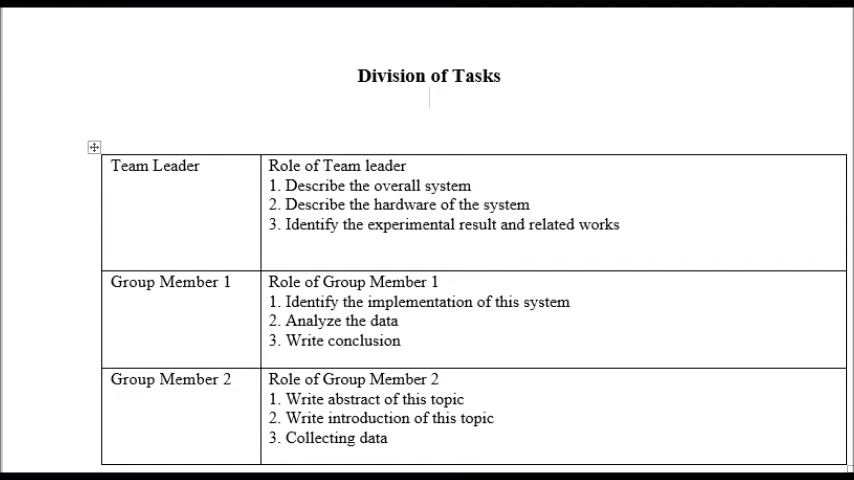 Division of Tasks
Team Leader
Role of Team leader
1. Describe the overall system
2. Describe the hardware of the system
3. Identify the experimental result and related works
Group Member 1
Role of Group Member 1
1. Identify the implementation of this system
2. Analyze the data
3. Write conclusion
Group Member 2
Role of Group Member 2
1. Write abstract of this topic
2. Write introduction of this topic
3. Collecting data